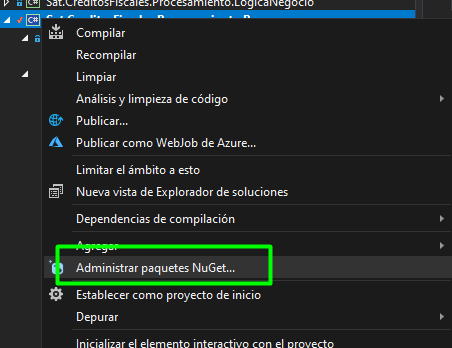 Sat.CreditosFiscales.Procesamiento.LogicaNegocio
Compilar
Recompilar
Limpiar
Análisis y limpieza de código
Publicar...
Publicar como WebJob de Azure...
Limitar el ámbito a esto
Nueva vista de Explorador de soluciones
Dependencias de compilación
Agregar
Administrar paquetes NuGet...
Establecer como proyecto de inicio
Depurar
Inicializar el elemento interactivo con el proyecto